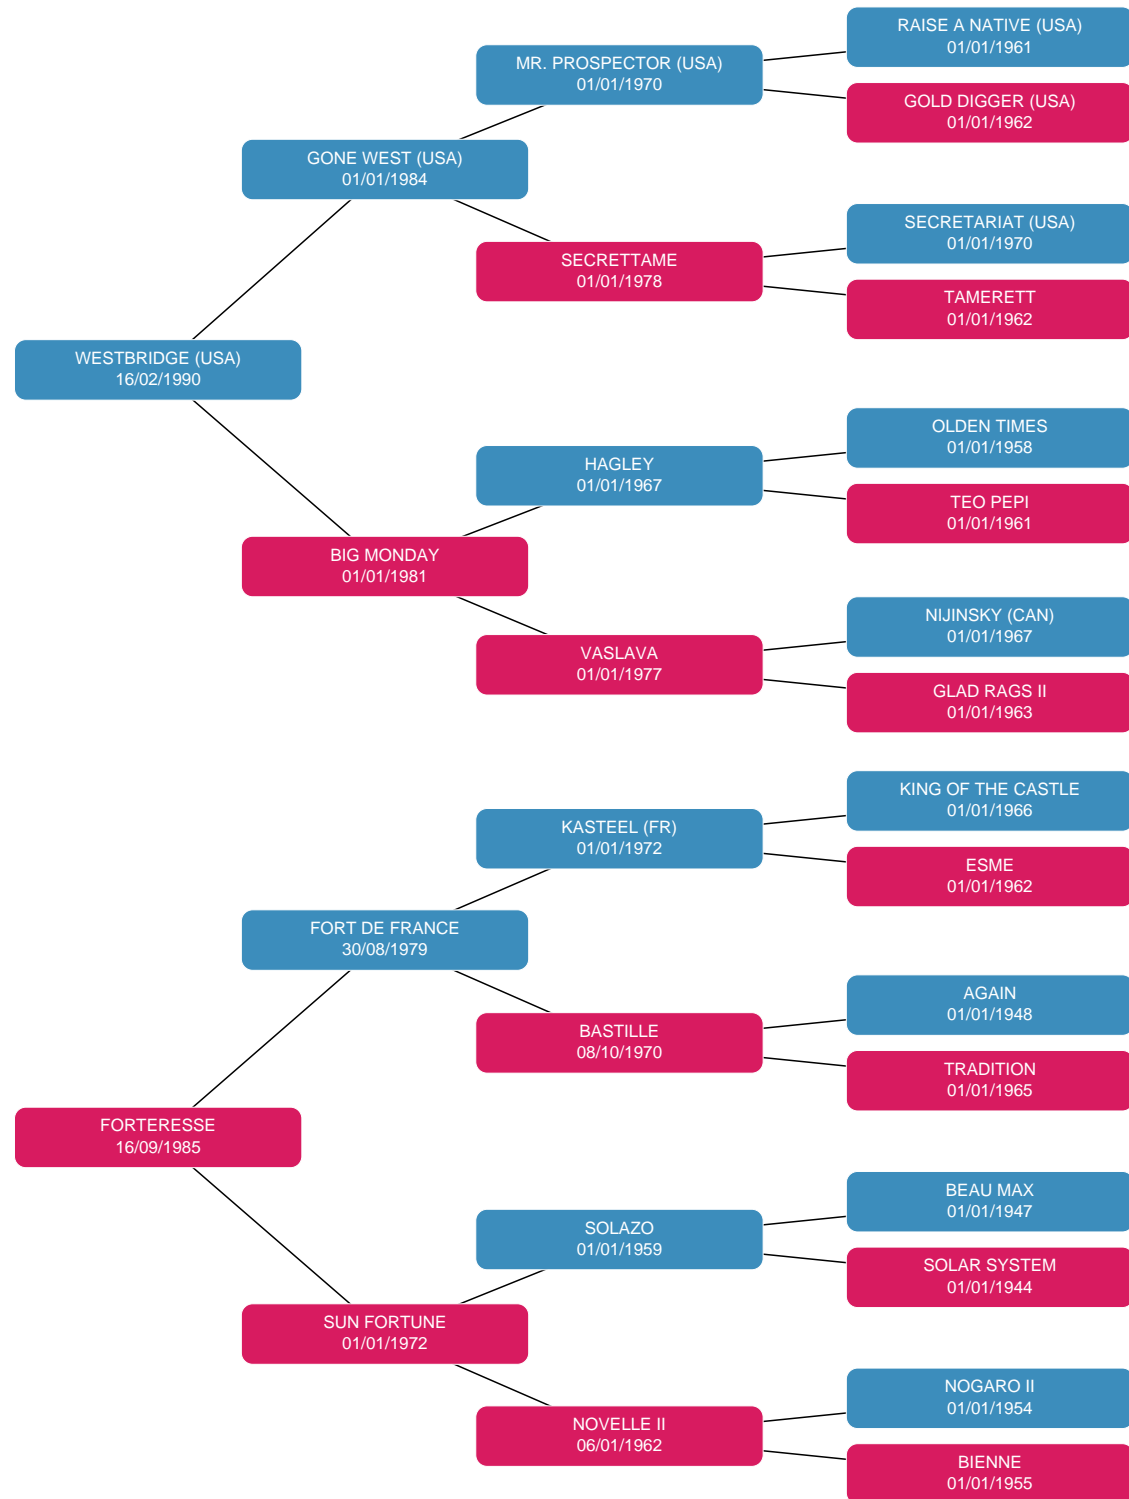 RAISE A NATIVE (USA)
01/01/1961
MR. PROSPECTOR (USA)
01/01/1970
GOLD DIGGER (USA)
01/01/1962
GONE WEST (USA)
01/01/1984
SECRETARIAT (USA)
01/01/1970
SECRETTAME
01/01/1978
TAMERETT
01/01/1962
WESTBRIDGE (USA)
16/02/1990
OLDEN TIMES
01/01/1958
HAGLEY
01/01/1967
TEO PEPI
01/01/1961
BIG MONDAY
01/01/1981
NIJINSKY (CAN)
01/01/1967
VASLAVA
01/01/1977
GLAD RAGS II
01/01/1963
KING OF THE CASTLE
01/01/1966
KASTEEL (FR)
01/01/1972
ESME
01/01/1962
FORT DE FRANCE
30/08/1979
AGAIN
01/01/1948
BASTILLE
08/10/1970
TRADITION
01/01/1965
FORTERESSE
16/09/1985
BEAU MAX
01/01/1947
SOLAZO
01/01/1959
SOLAR SYSTEM
01/01/1944
SUN FORTUNE
01/01/1972
NOGARO II
01/01/1954
NOVELLE II
06/01/1962
BIENNE
01/01/1955